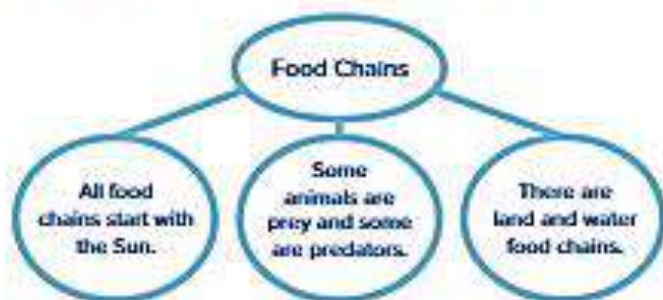 Food Chains
All food
chains start with
the Sun.
Some
animals are
prey and some
are predators.
There are
land and water
food chains.